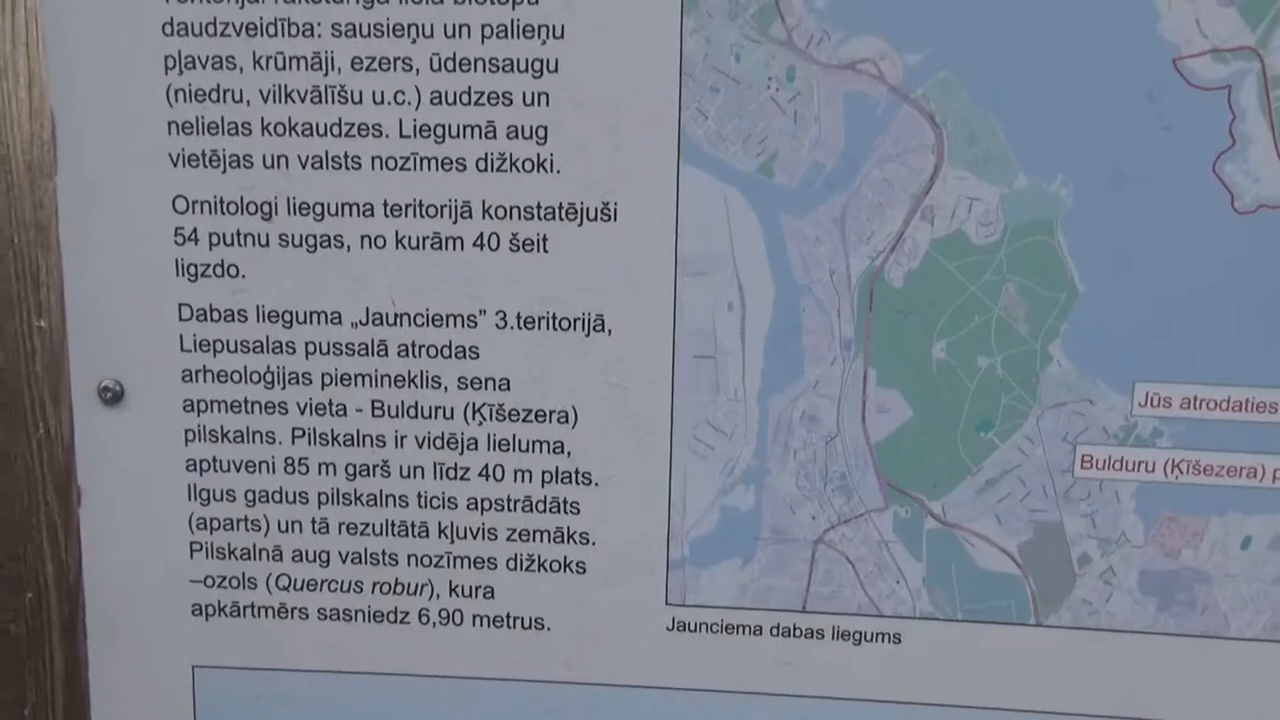 daudzveidība: sausieņu un palieņu
pļavas, krūmāji, ezers, ūdensaugu
(niedru, vilkvālīšu u.c.) audzes un
nelielas kokaudzes. Liegumā aug
vietējas un valsts nozīmes dižkoki.
Ornitologi lieguma teritorijā konstatējuši
54 putnu sugas, no kurām 40 šeit
ligzdo.
Dabas lieguma „Jaunciems” 3.teritorijā,
Liepusalas pussalā atrodas
arheoloģijas piemineklis, sena
apmetnes vieta - Bulduru (Ķīšezera)
pilskalns. Pilskalns ir vidēja lieluma,
aptuveni 85 m garš un līdz 40 m plats.
Ilgus gadus pilskalns ticis apstrādāts
(aparts) un tā rezultātā kļuvis zemāks.
Pilskalnā aug valsts nozīmes dižkoks
–ozols (Quercus robur), kura
apkārtmērs sasniedz 6,90 metrus.
Jūs atrodaties
Bulduru (Ķīšezera) p
Jaunciema dabas liegums